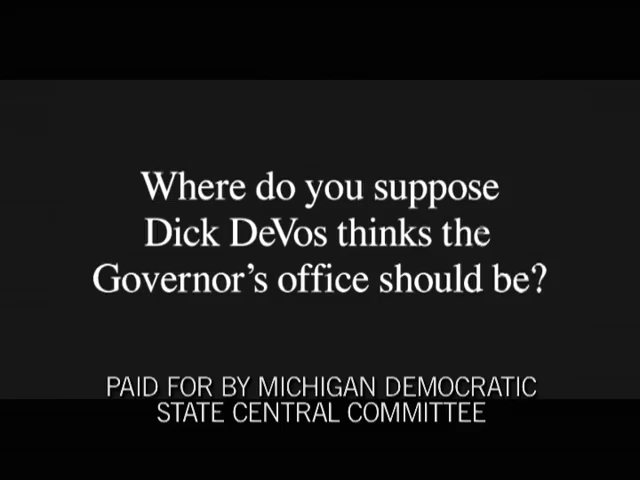 Where do you suppose
Dick DeVos thinks the
Governor's office should be?
PAID FOR BY MICHIGAN DEMOCRATIC
STATE CENTRAL COMMITTEE